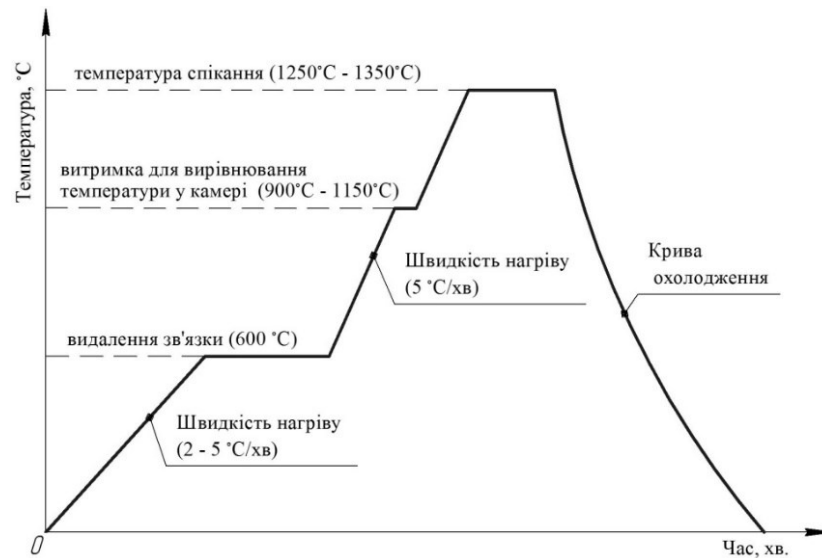 Температура, °С
температура спікання (1250°С - 1350°С)
витримка для вирівнювання
температури у камері (900°С - 1150°С)
Швидкість нагріву
(5 °С/хв)
Крива
охолодження
видалення зв'язки (600 °С)
Швидкість нагріву
(2 - 5 °С/хв)
0
Час, хв.